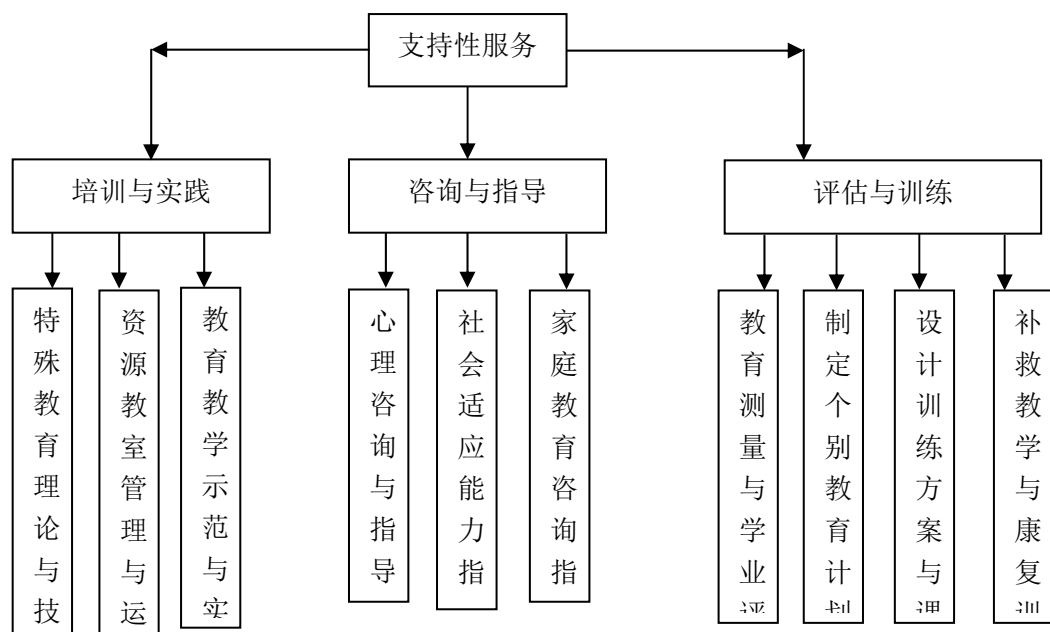 支持性服务
培训与实践
咨询与指导
评估与训练
特殊教育理论与技
资源教室管理与运
教育教学示范与实
心理咨询与指导
社会适应能力指
家庭教育咨询指
教育测量与学业评
制定个别教育计划
设计训练方案与课
补救教学与康复训